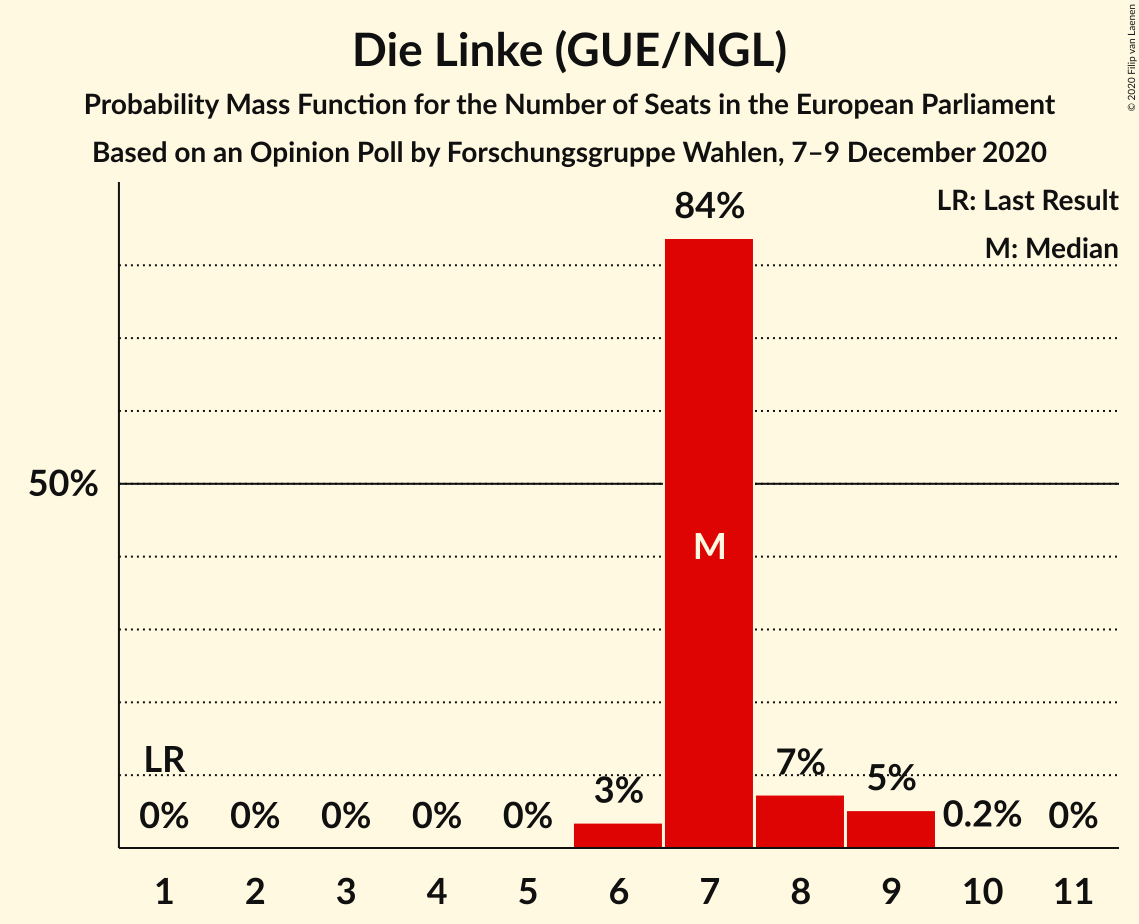 Die Linke (GUE/NGL)
Probability Mass Function for the Number of Seats in the European Parliament
Based on an Opinion Poll by Forschungsgruppe Wahlen, 7–9 December 2020
© 2020 Filip van Laenen
LR: Last Result
M: Median
84%
50%
M
LR
0% 0% 0% 0% 0% 3% 7% 5% 0.2% 0%
1 2 3 4 5 6 7 8 9 10 11